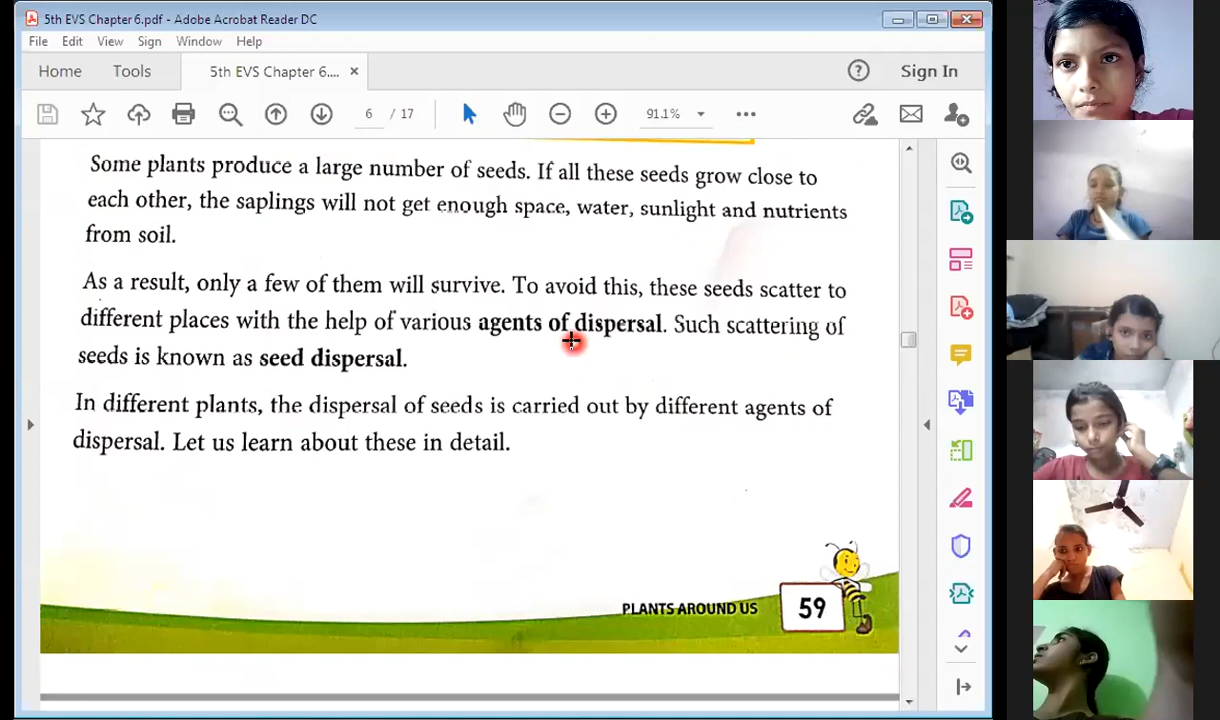 5th EVS Chapter 6.pdf - Adobe Acrobat Reader DC
File Edit View Sign Window Help
Home Tools 5th EVS Chapter 6.... × Sign In
6 / 17 91.1%
Some plants produce a large number of seeds. If all these seeds grow close to
each other, the saplings will not get enough space, water, sunlight and nutrients
from soil.
As a result, only a few of them will survive. To avoid this, these seeds scatter to
different places with the help of various agents of dispersal. Such scattering of
seeds is known as seed dispersal.
In different plants, the dispersal of seeds is carried out by different agents of
dispersal. Let us learn about these in detail.
PLANTS AROUND US 59